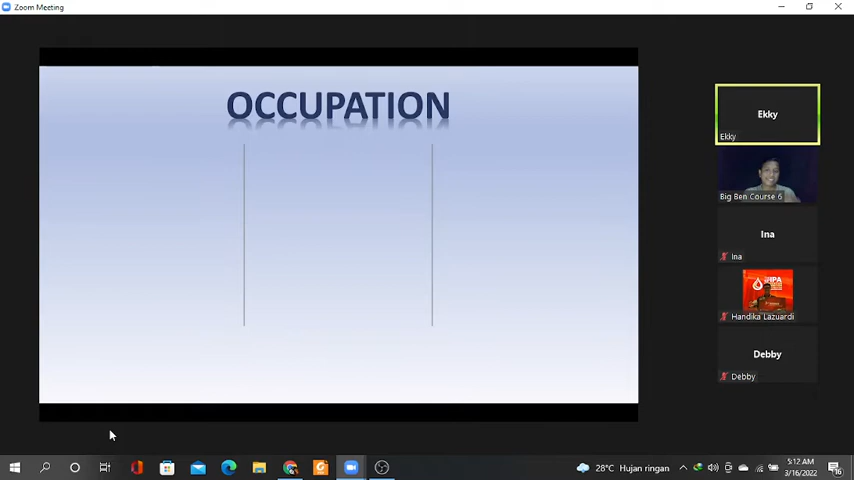 Zoom Meeting
OCCUPATION
Ekky
Ekky
Big Ben Course 6
Ina
Ina
Handika Lazuardi
Debby
Debby
28°C Hujan ringan
5:12 AM
3/16/2022
16